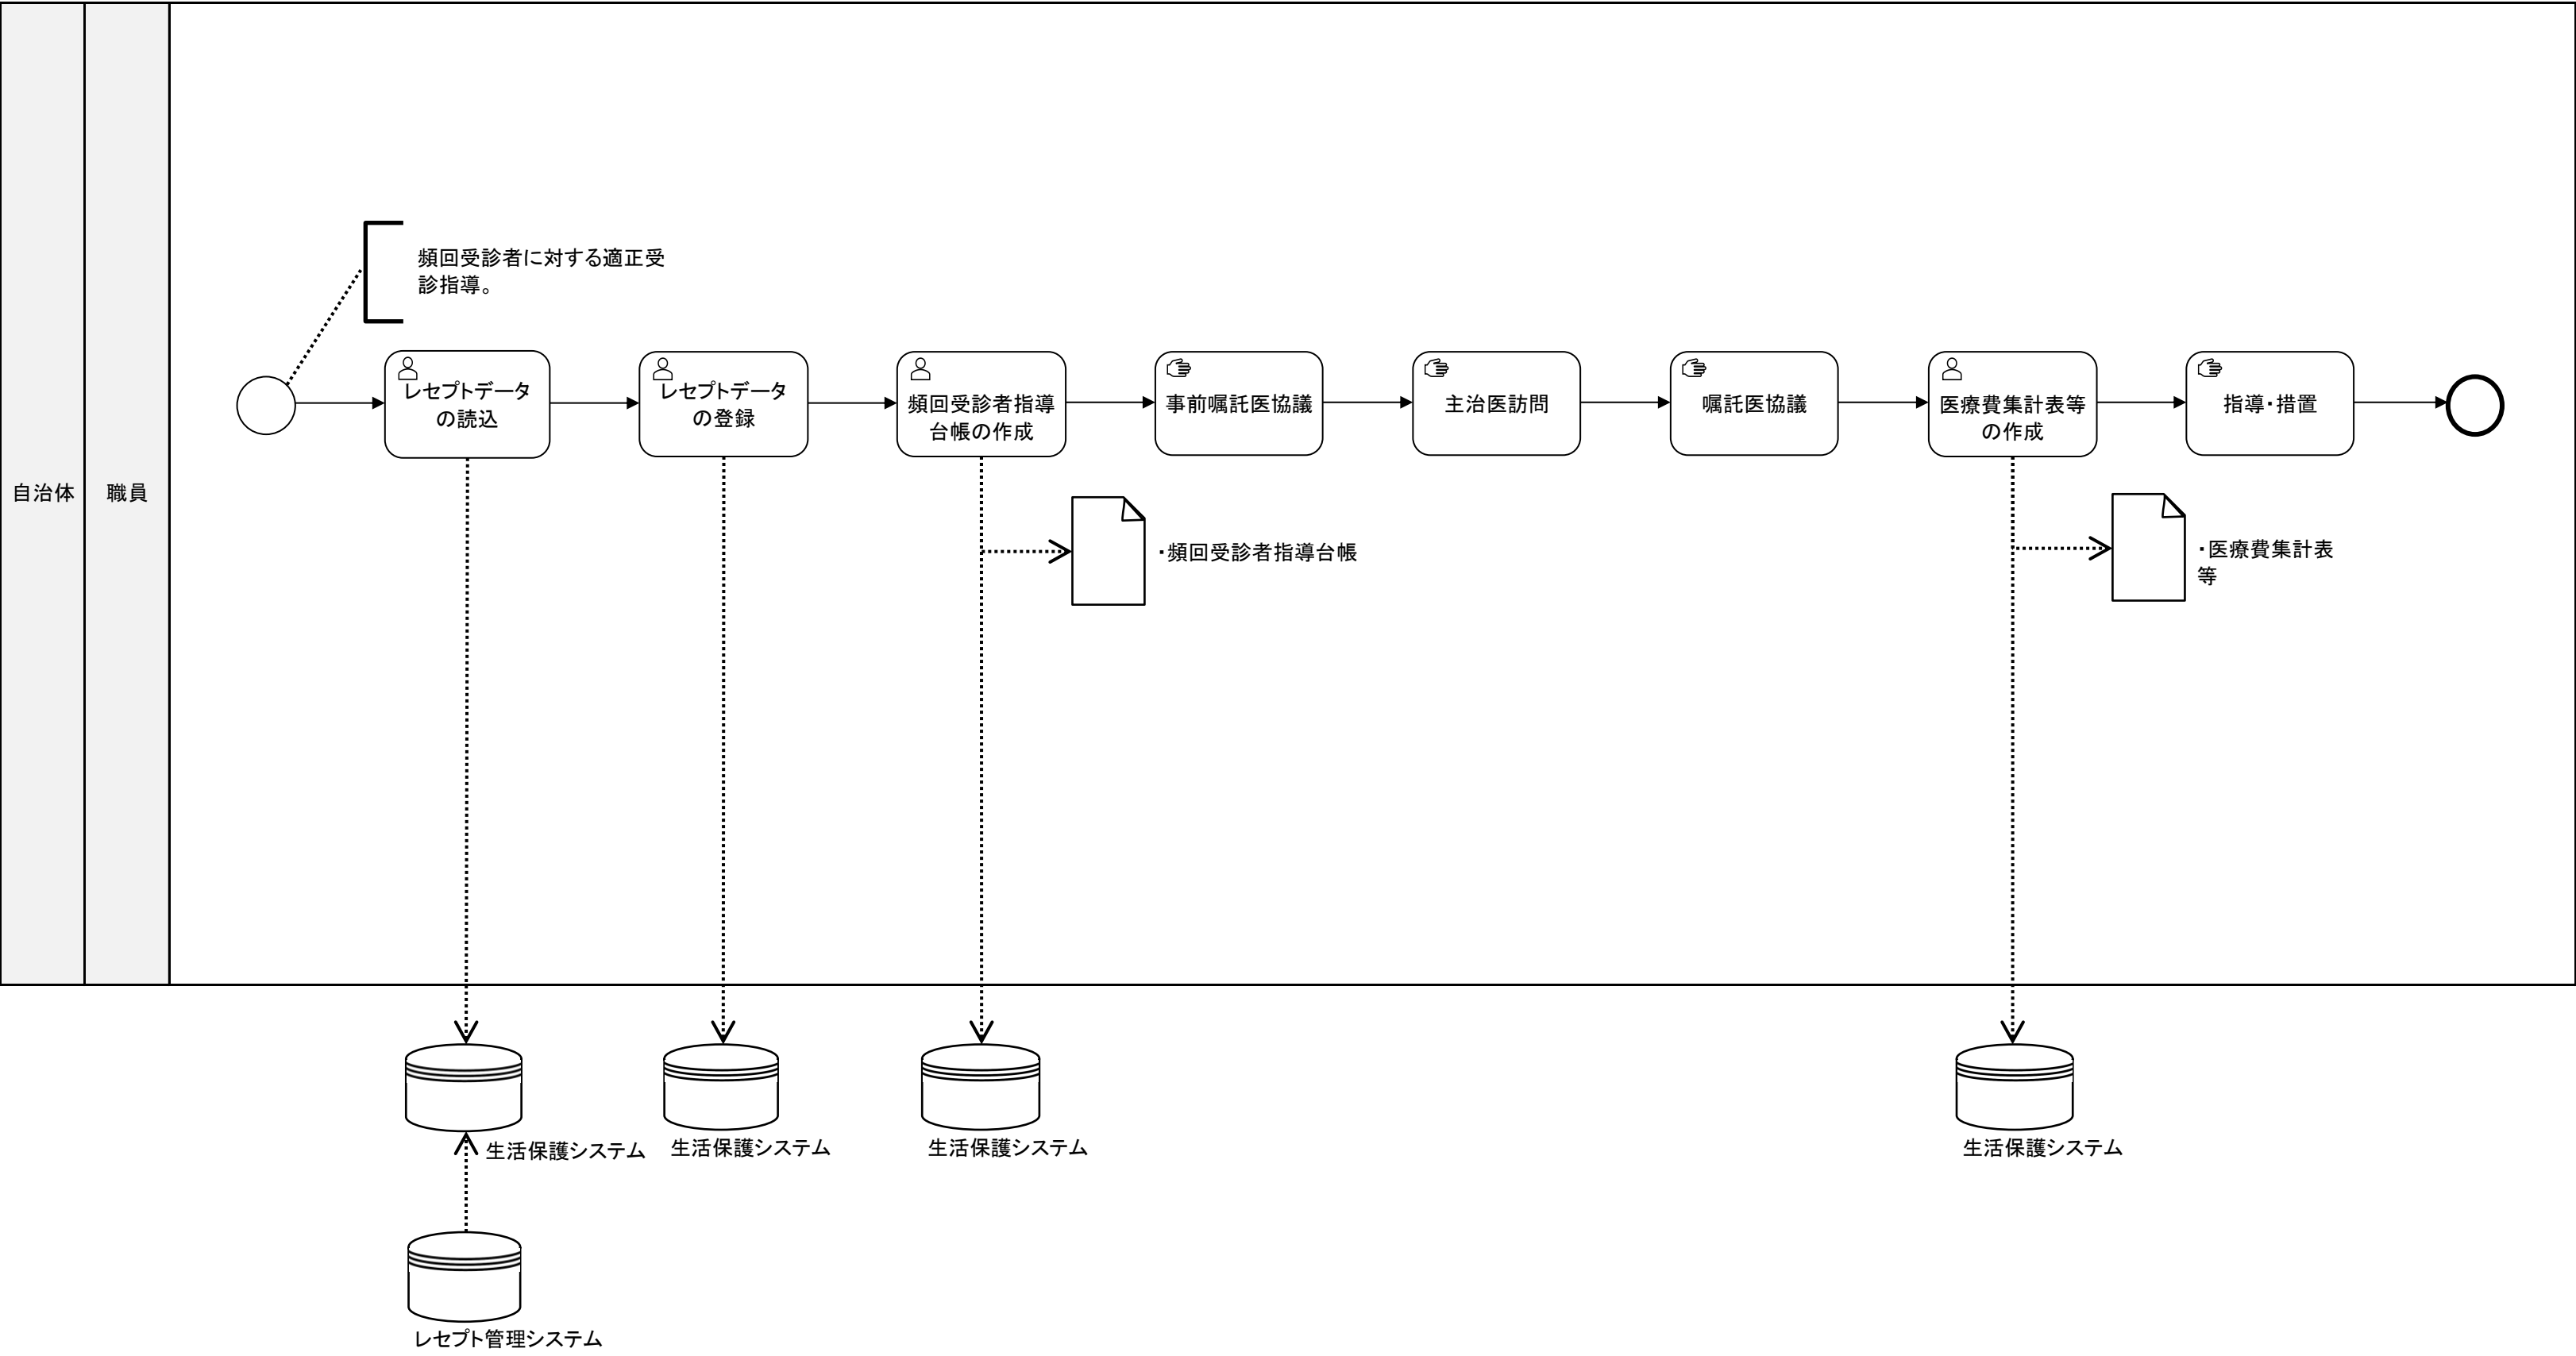 自治体
職員
頻回受診者に対する適正受
診指導。
レセプトデータ
の読込
レセプトデータ
の登録
頻回受診者指導
台帳の作成
事前嘱託医協議
主治医訪問
嘱託医協議
医療費集計表等
の作成
指導・措置
・頻回受診者指導台帳
・医療費集計表
等
生活保護システム
生活保護システム
生活保護システム
生活保護システム
レセプト管理システム